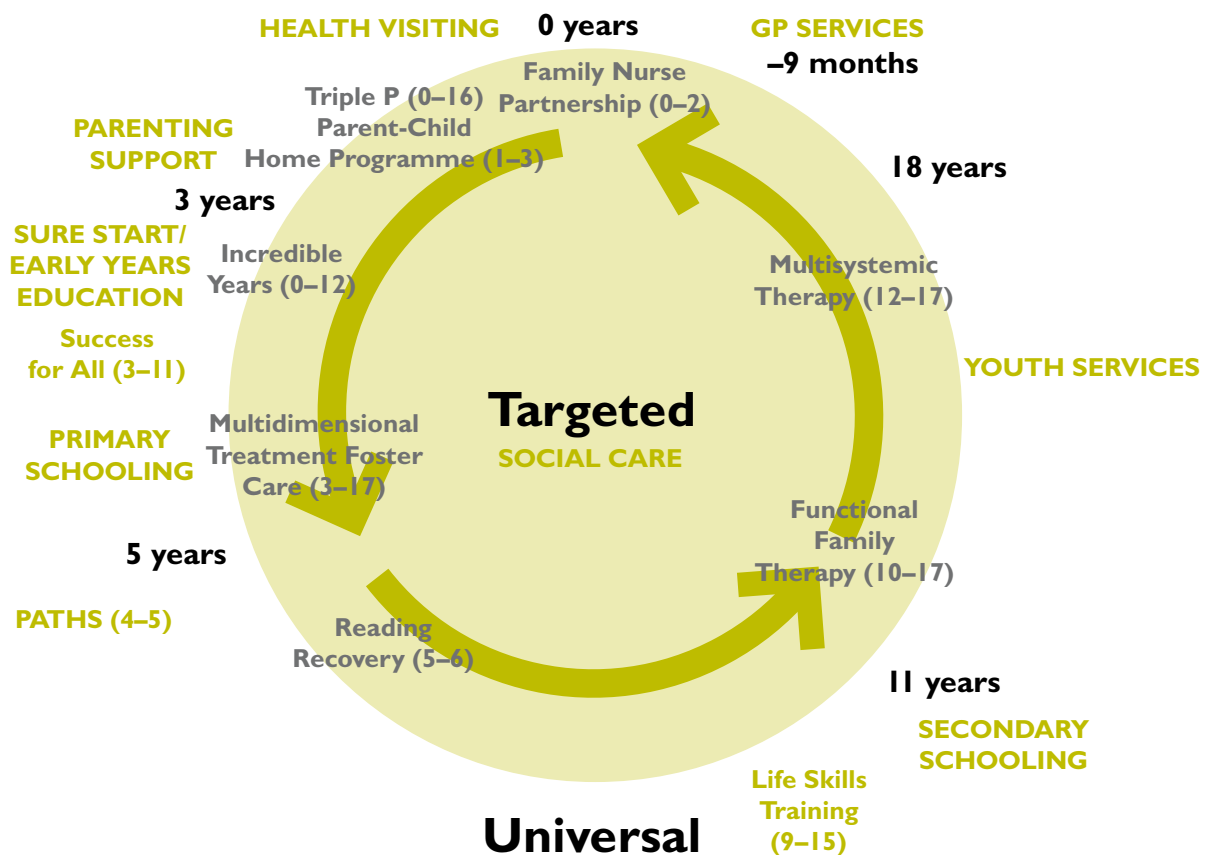 HEALTH VISITING
0 years
GP SERVICES
–9 months
Family Nurse
Partnership (0–2)
Triple P (0–16)
Parent-Child
Home Programme (1–3)
PARENTING
SUPPORT
3 years
18 years
SURE START/
EARLY YEARS
EDUCATION
Incredible
Years (0–12)
Multisystemic
Therapy (12–17)
Success
for All (3–11)
YOUTH SERVICES
Targeted
SOCIAL CARE
PRIMARY
SCHOOLING
Multidimensional
Treatment Foster
Care (3–17)
Functional
Family
Therapy (10–17)
5 years
PATHS (4–5)
Reading
Recovery (5–6)
11 years
SECONDARY
SCHOOLING
Life Skills
Training
(9–15)
Universal